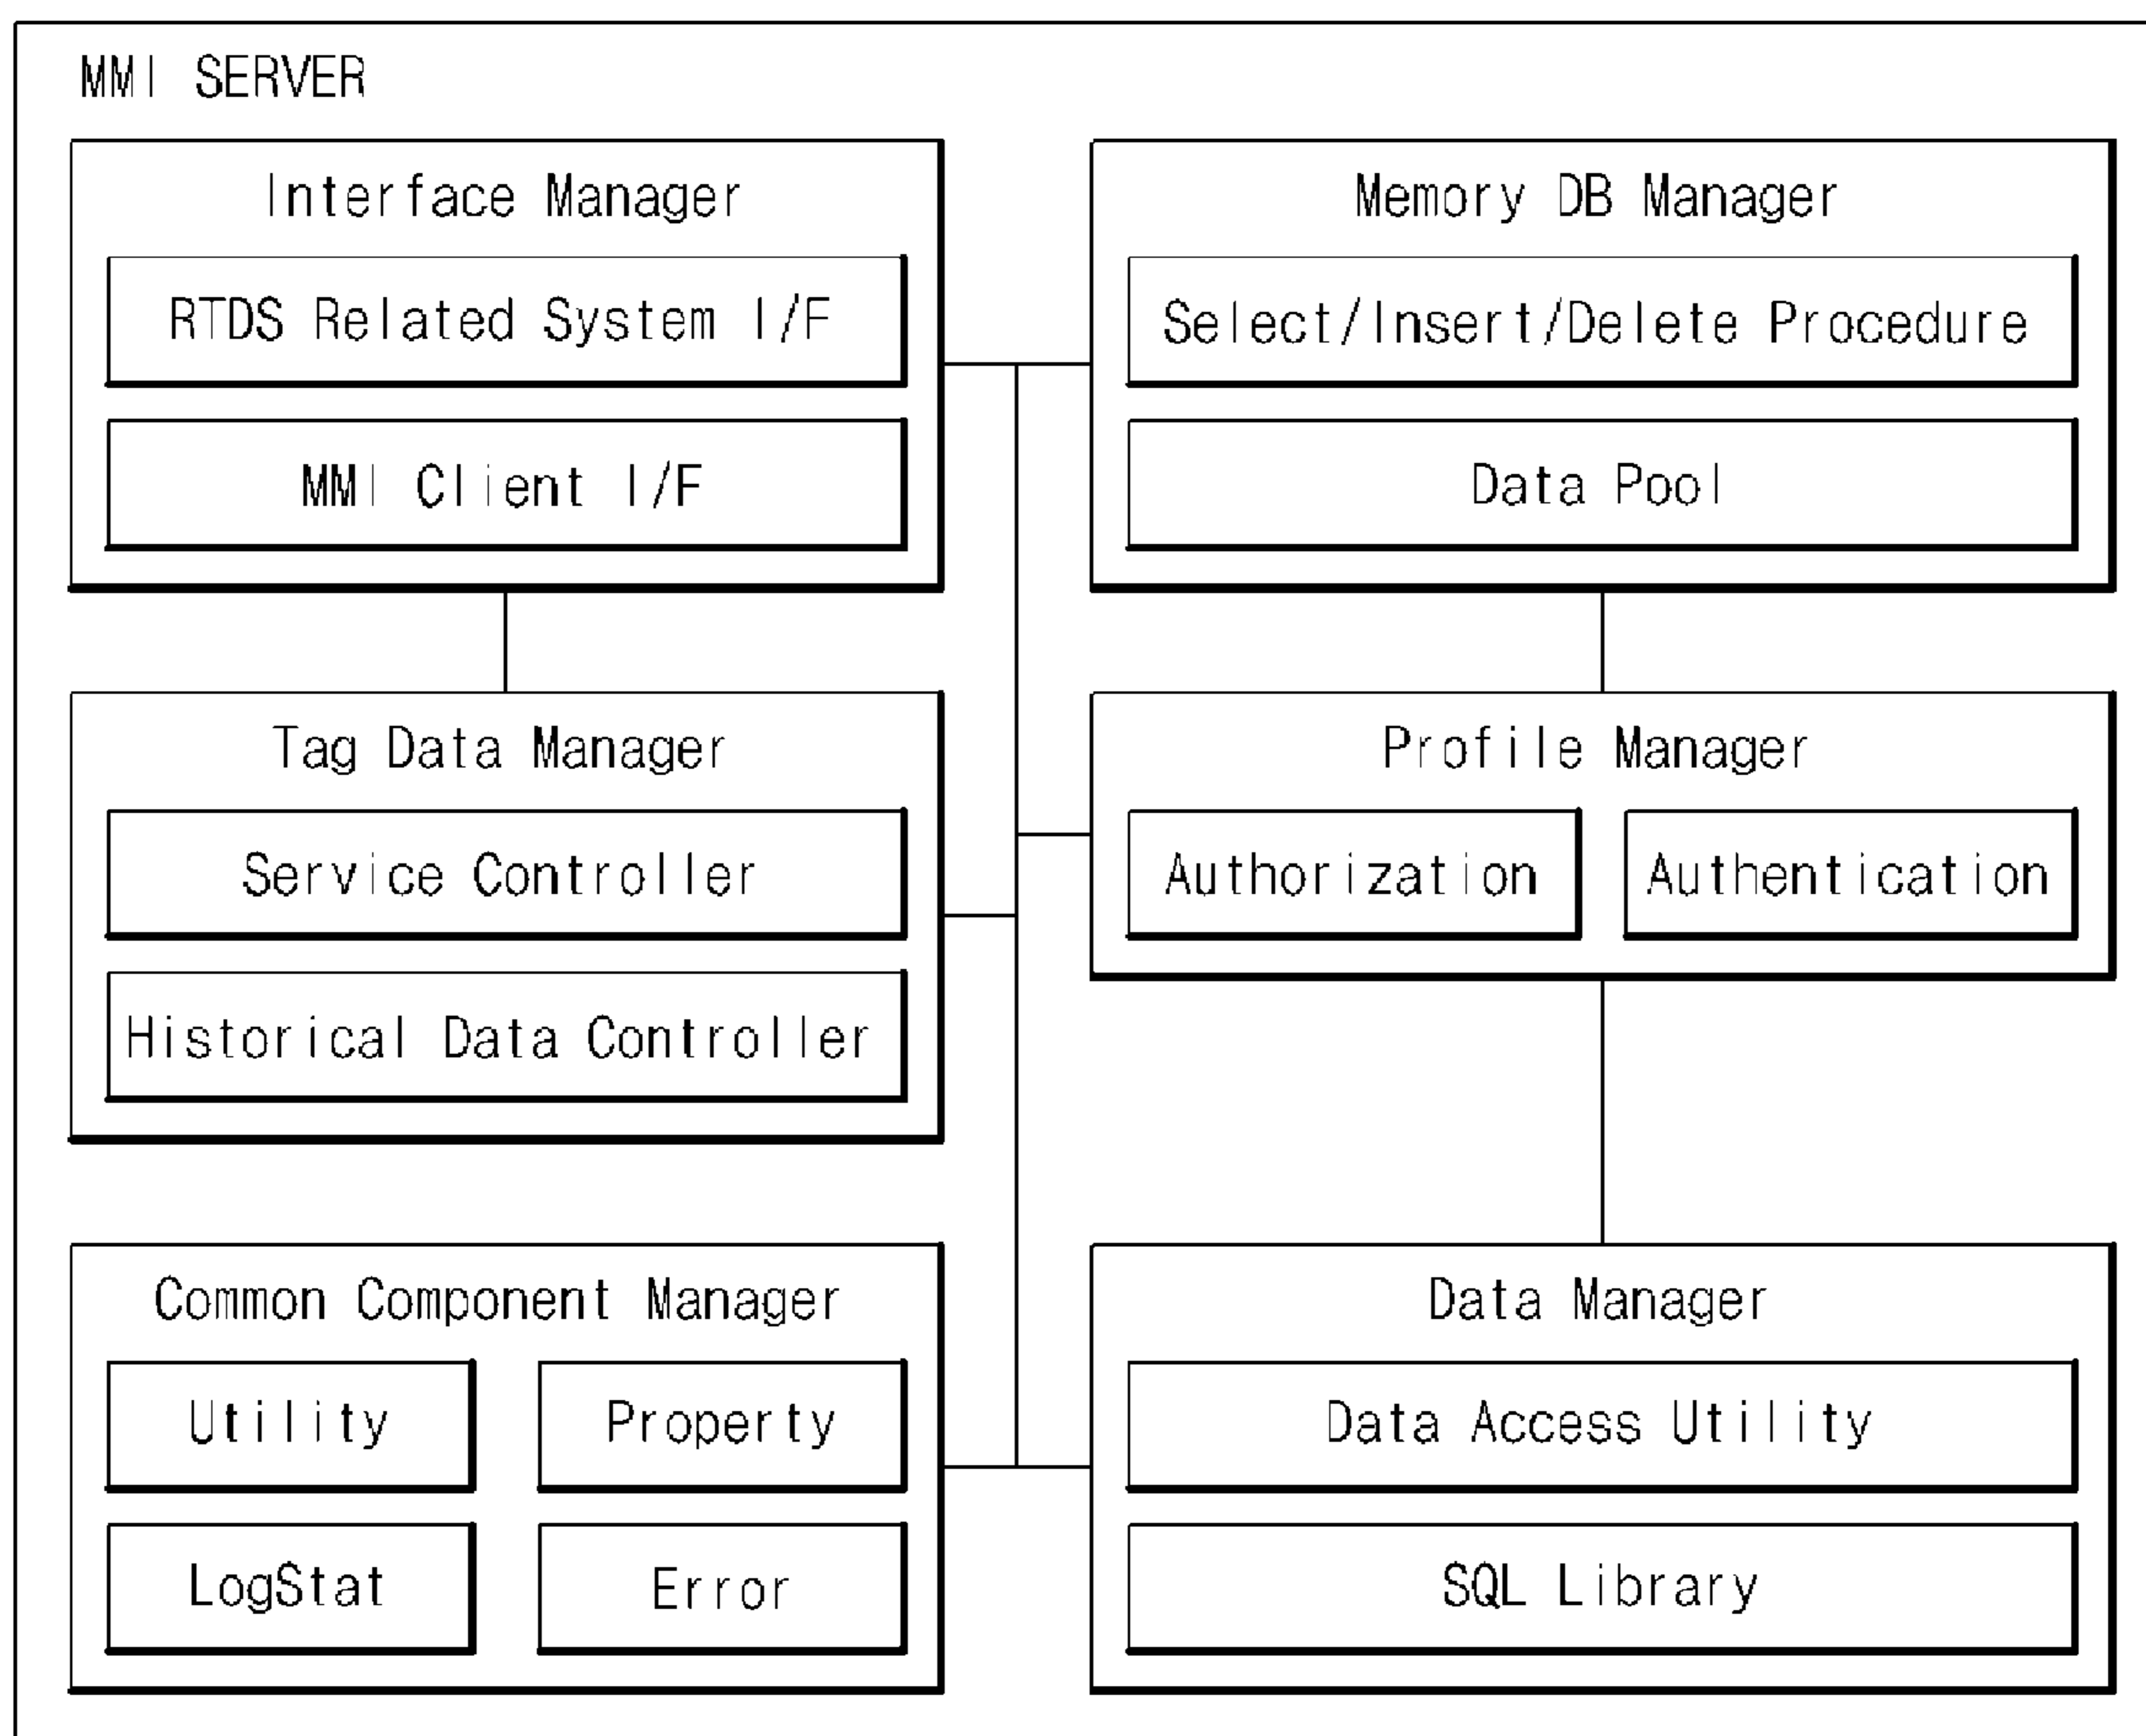 MMI SERVER
Interface Manager
RTDS Related System I/F
MMI Client I/F
Memory DB Manager
Select/Insert/Delete Procedure
Data Pool
Tag Data Manager
Service Controller
Historical Data Controller
Profile Manager
Authorization
Authentication
Common Component Manager
Utility
Property
LogStat
Error
Data Manager
Data Access Utility
SQL Library